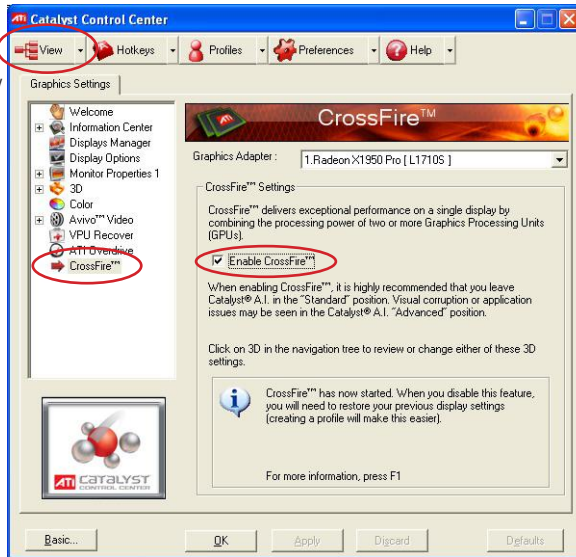 Catalyst Control Center
View
Hotkeys
Profiles
Preferences
Help
Graphics Settings
Welcome
Information Center
Displays Manager
Display Options
Monitor Properties 1
3D
Color
Avivo™ Video
VPU Recover
ATI Overdrive
CrossFire™
CrossFire™
Graphics Adapter :
1.Radeon X1950 Pro [ L1710S ]
CrossFire™ Settings
CrossFire™ delivers exceptional performance on a single display by
combining the processing power of two or more Graphics Processing Units
(GPUs).
Enable CrossFire™
When enabling CrossFire™, it is highly recommended that you leave
Catalyst® A.I. in the "Standard" position. Visual corruption or application
issues may be seen in the Catalyst® A.I. "Advanced" position.
Click on 3D in the navigation tree to review or change either of these 3D
settings.
CrossFire™ has now started. When you disable this feature,
you will need to restore your previous display settings
(creating a profile will make this easier).
For more information, press F1
ATI CATALYST
CONTROL CENTER
Basic...
OK
Apply
Discard
Defaults